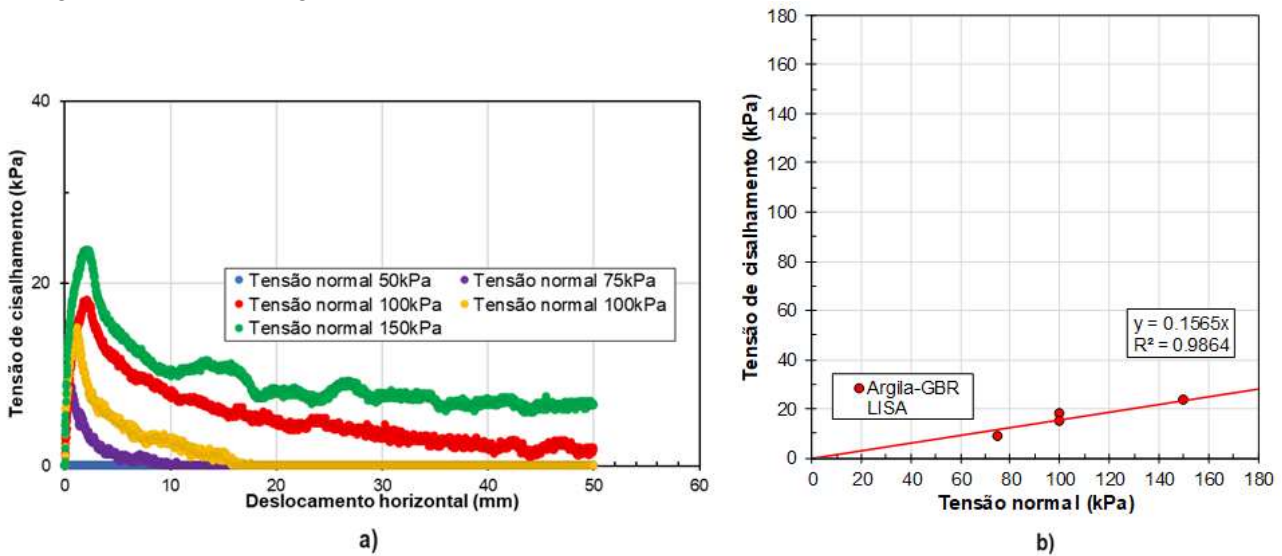 Tensão de cisalhamento (kPa)
40
20
0
Tensão normal 50kPa
Tensão normal 75kPa
Tensão normal 100kPa
Tensão normal 100kPa
Tensão normal 150kPa
0 10 20 30 40 50 60
Deslocamento horizontal (mm)
a)
Tensão de cisalhamento (kPa)
180
160
140
120
100
80
60
40
20
0
y = 0.1565x
R² = 0.9864
Argila-GBR
LISA
0 20 40 60 80 100 120 140 160 180
Tensão normal (kPa)
b)